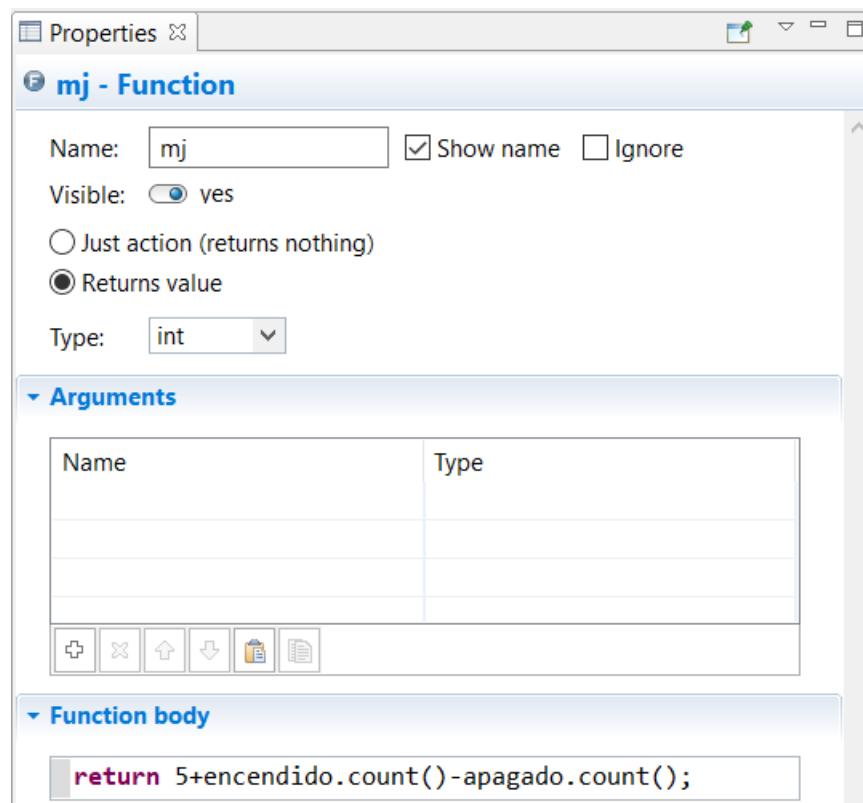 Properties
mj - Function
Name: mj Show name Ignore
Visible: yes
Just action (returns nothing)
Returns value
Type: int
Arguments
Name Type
Function body
return 5+encendido.count()-apagado.count();